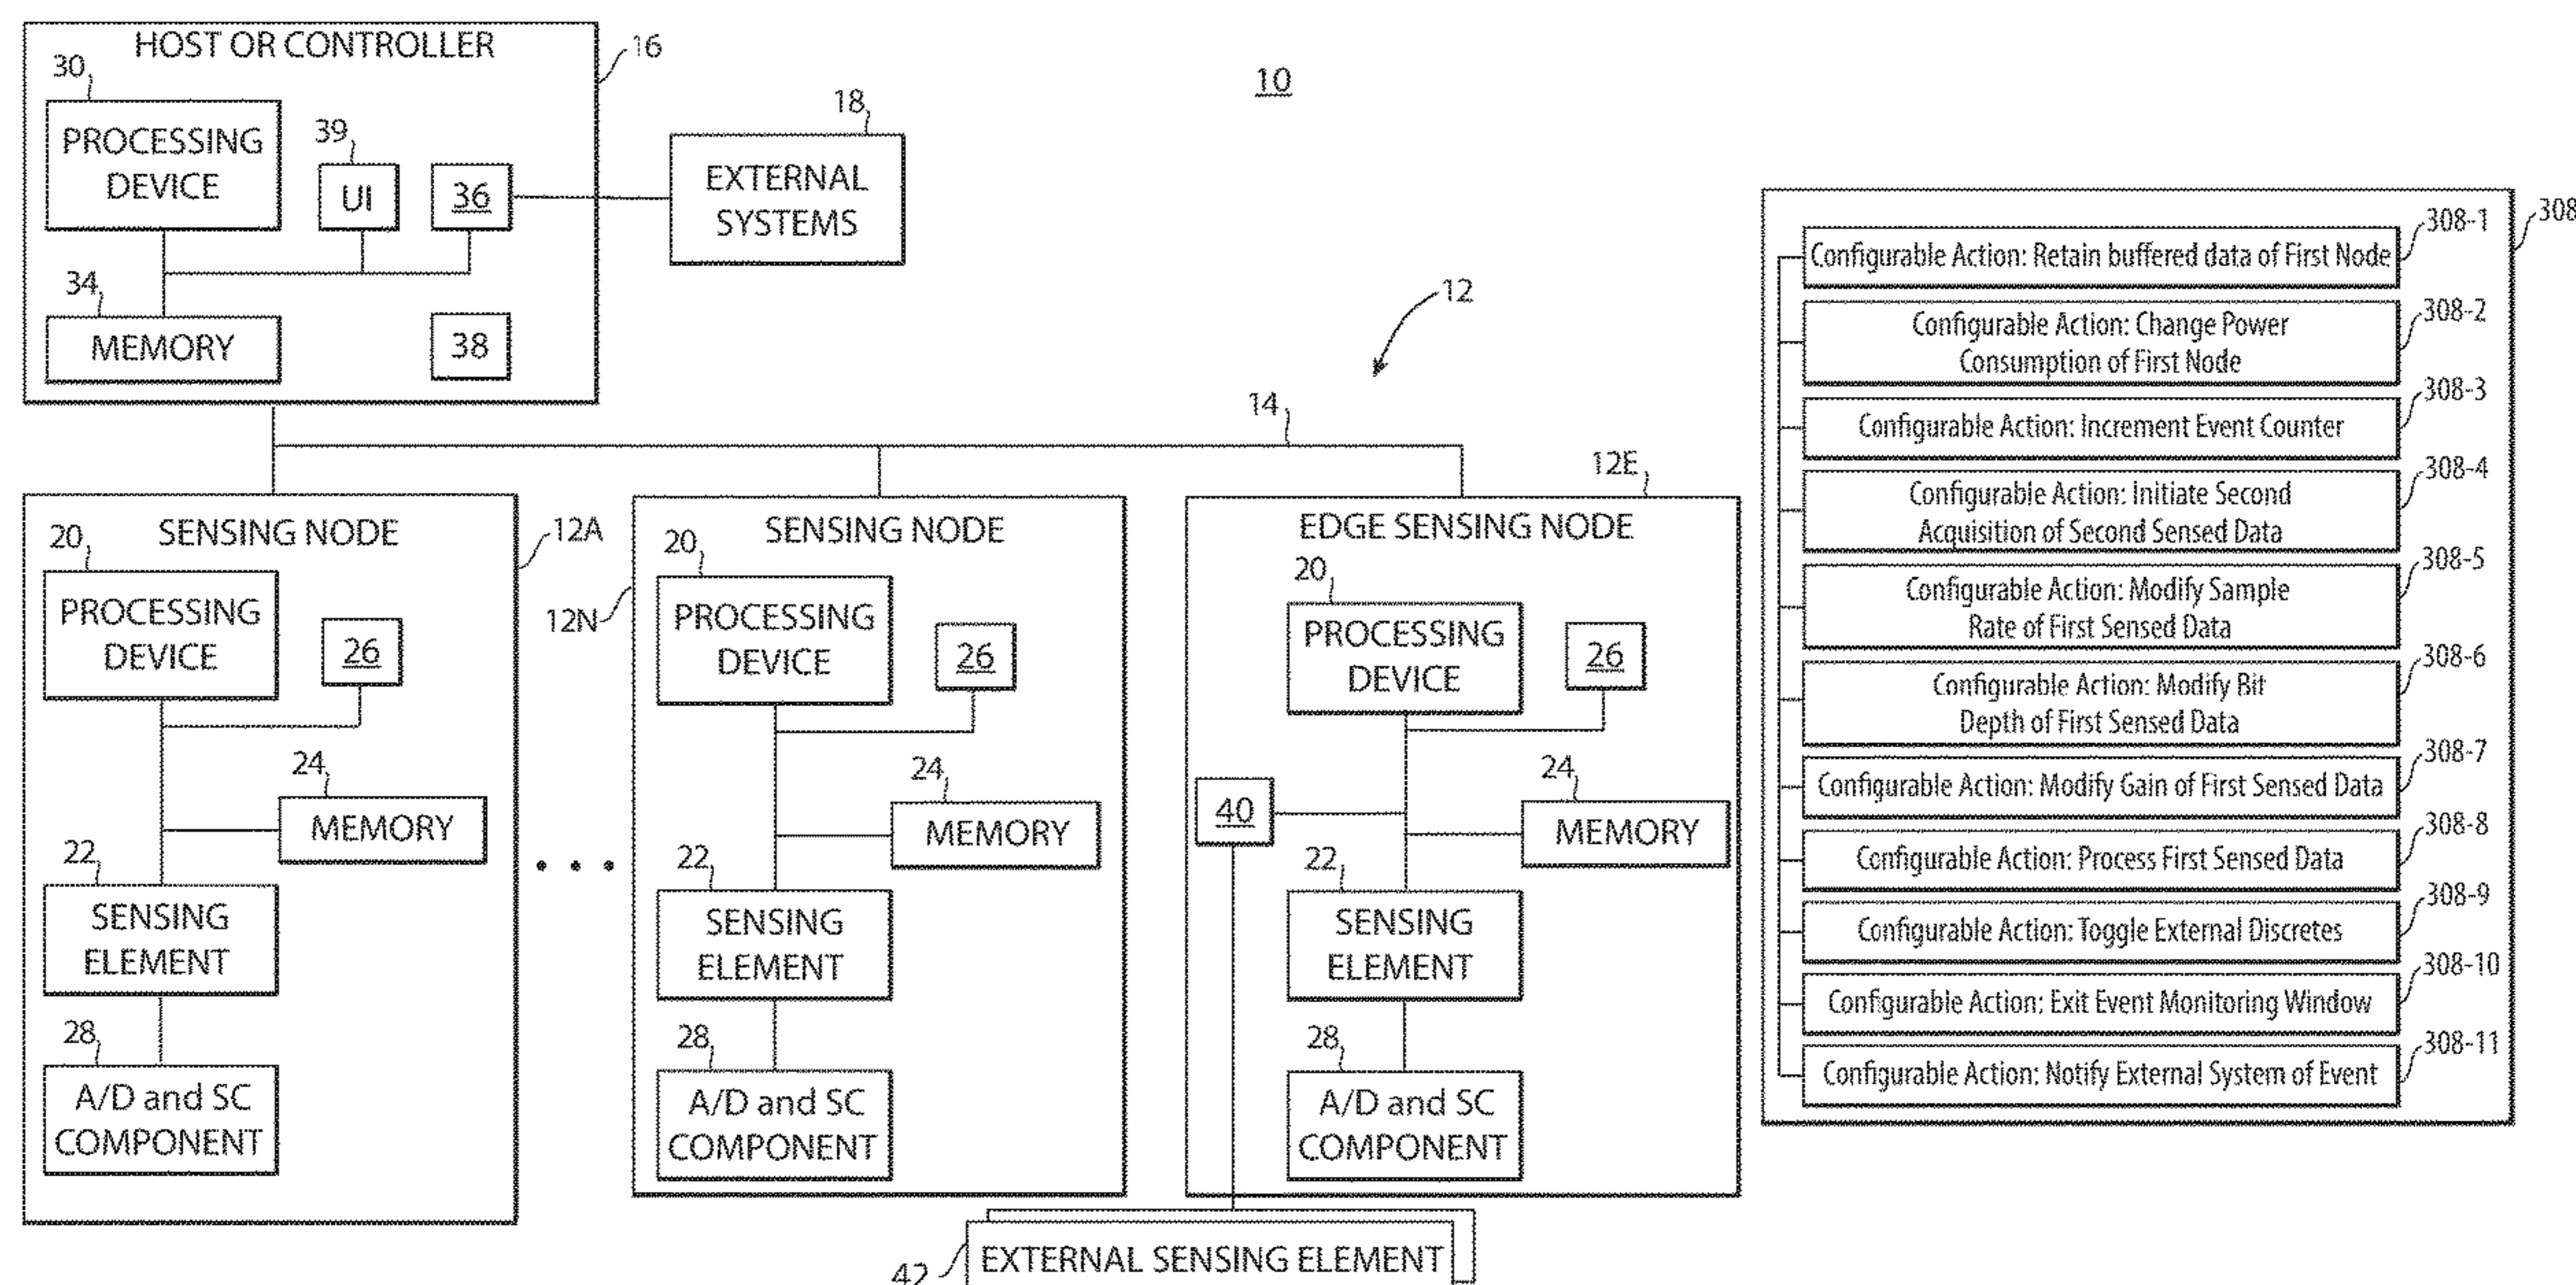 HOST OR CONTROLLER
16
30
PROCESSING
DEVICE
39
UI
36
34
MEMORY
38
18
EXTERNAL
SYSTEMS
10
12
14
SENSING NODE
12A
20
PROCESSING
DEVICE
26
24
MEMORY
22
SENSING
ELEMENT
28
A/D and SC
COMPONENT
• • •
SENSING NODE
12N
20
PROCESSING
DEVICE
26
24
MEMORY
22
SENSING
ELEMENT
28
A/D and SC
COMPONENT
12E
EDGE SENSING NODE
20
PROCESSING
DEVICE
26
40
24
MEMORY
22
SENSING
ELEMENT
28
A/D and SC
COMPONENT
42
EXTERNAL SENSING ELEMENT
308
308-1
Configurable Action: Retain buffered data of First Node
308-2
Configurable Action: Change Power
Consumption of First Node
308-3
Configurable Action: Increment Event Counter
308-4
Configurable Action: Initiate Second
Acquisition of Second Sensed Data
308-5
Configurable Action: Modify Sample
Rate of First Sensed Data
308-6
Configurable Action: Modify Bit
Depth of First Sensed Data
308-7
Configurable Action: Modify Gain of First Sensed Data
308-8
Configurable Action: Process First Sensed Data
308-9
Configurable Action: Toggle External Discretes
308-10
Configurable Action; Exit Event Monitoring Window
308-11
Configurable Action: Notify External System of Event